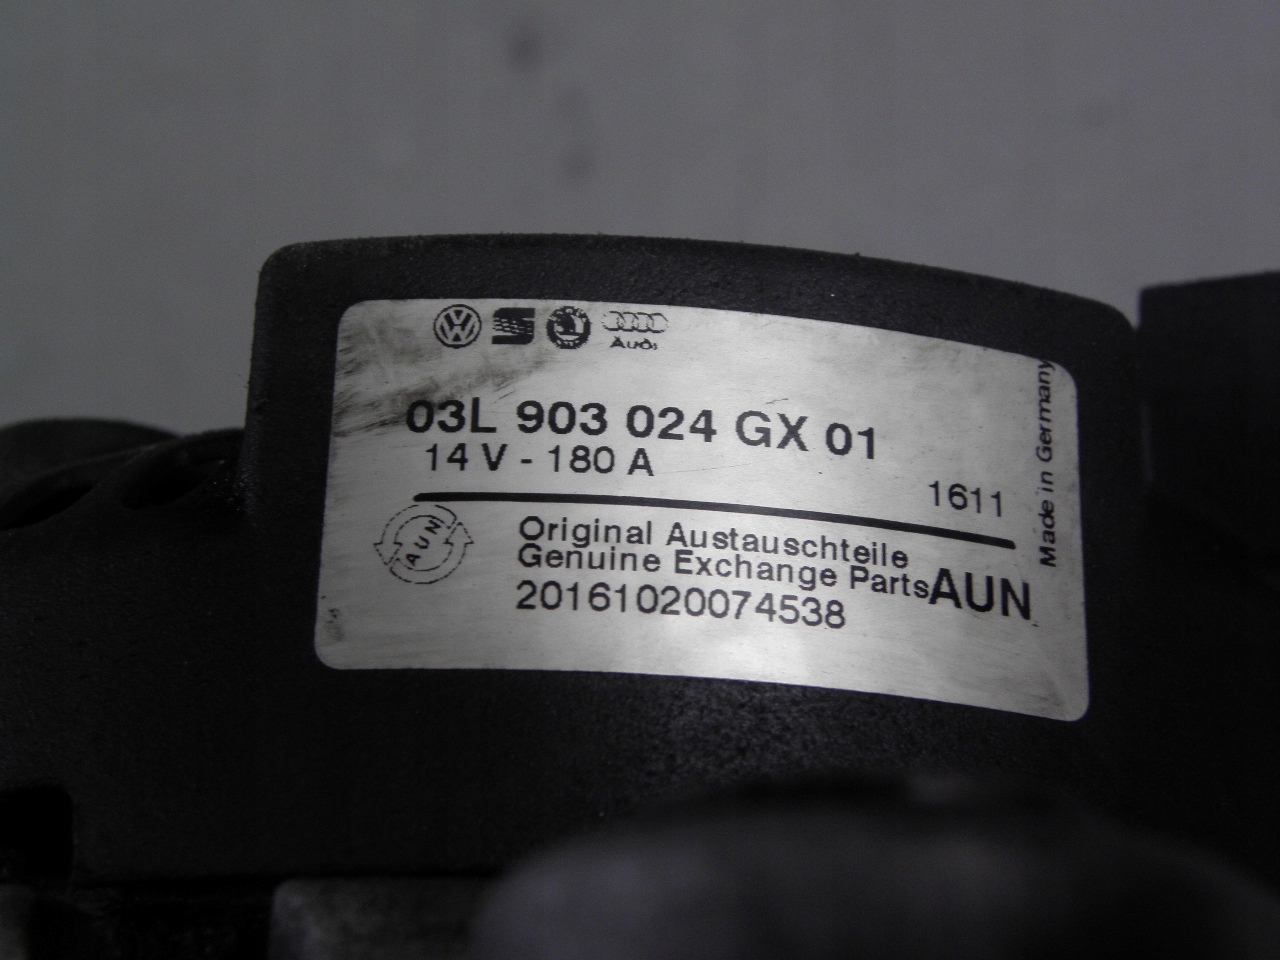 Audi
03L 903 024 GX 01
14 V - 180 A
1611
Made in Germany
AUN
Original Austauschteile
Genuine Exchange Parts AUN
20161020074538